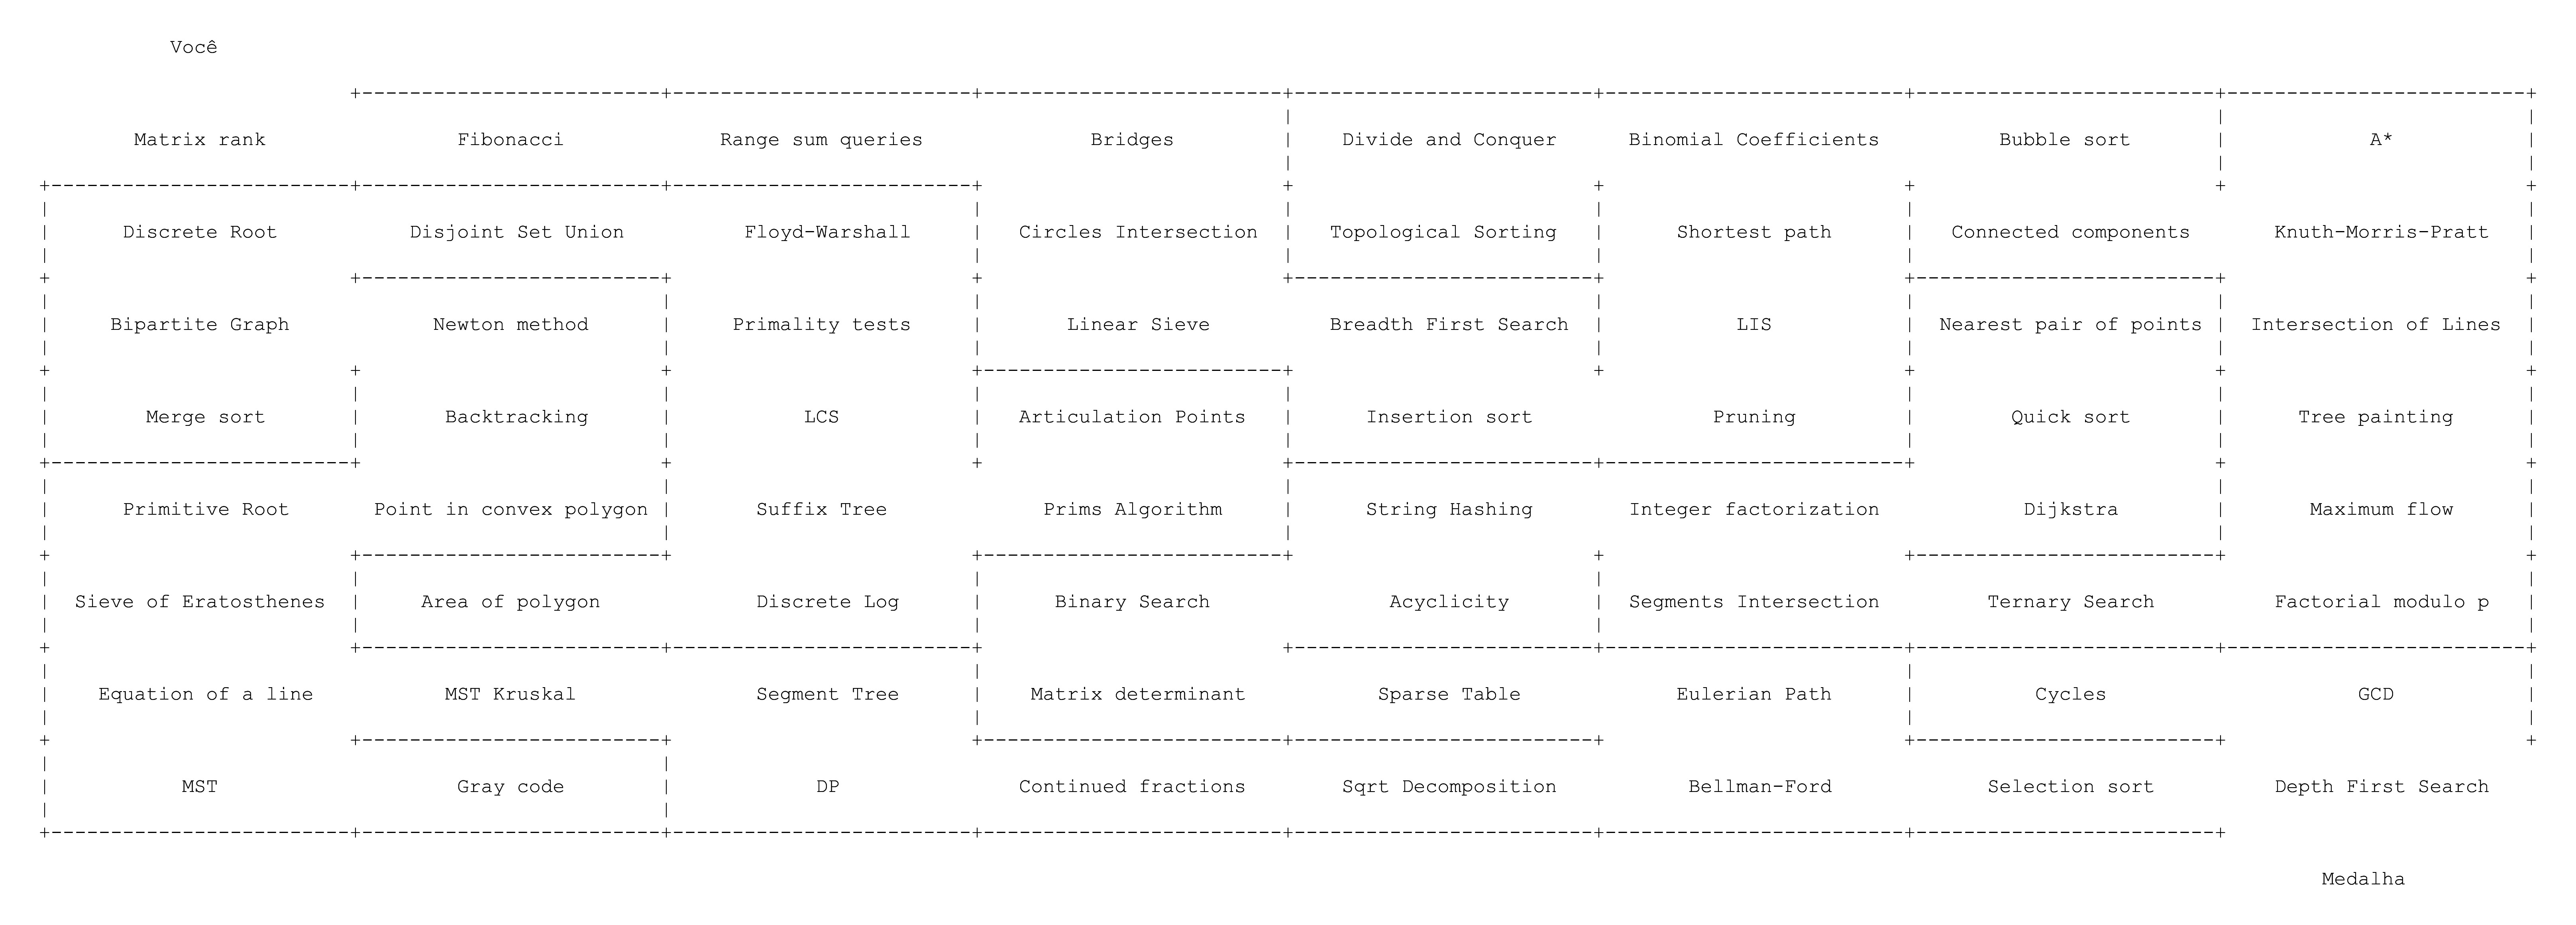 Você
Matrix rank Fibonacci Range sum queries Bridges Divide and Conquer Binomial Coefficients Bubble sort A*
Discrete Root Disjoint Set Union Floyd-Warshall Circles Intersection Topological Sorting Shortest path Connected components Knuth-Morris-Pratt
Bipartite Graph Newton method Primality tests Linear Sieve Breadth First Search LIS Nearest pair of points Intersection of Lines
Merge sort Backtracking LCS Articulation Points Insertion sort Pruning Quick sort Tree painting
Primitive Root Point in convex polygon Suffix Tree Prims Algorithm String Hashing Integer factorization Dijkstra Maximum flow
Sieve of Eratosthenes Area of polygon Discrete Log Binary Search Acyclicity Segments Intersection Ternary Search Factorial modulo p
Equation of a line MST Kruskal Segment Tree Matrix determinant Sparse Table Eulerian Path Cycles GCD
MST Gray code DP Continued fractions Sqrt Decomposition Bellman-Ford Selection sort Depth First Search
Medalha